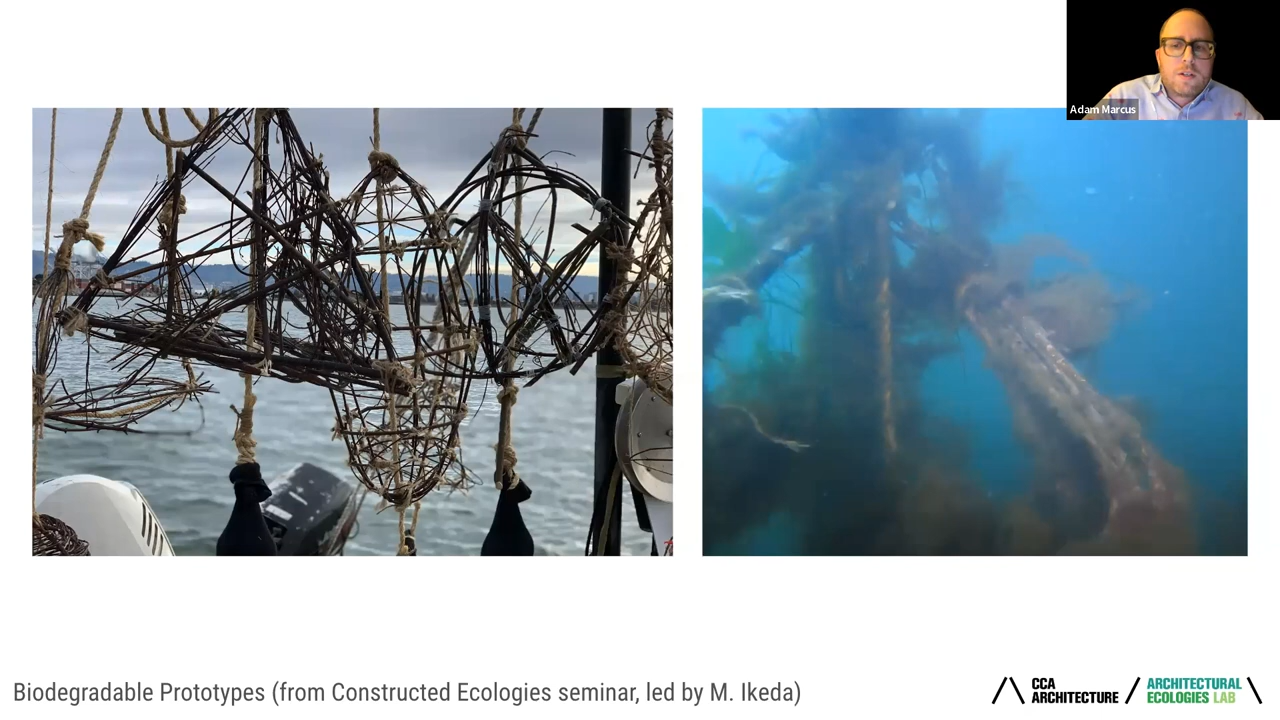 Adam Marcus
Biodegradable Prototypes (from Constructed Ecologies seminar, led by M. Ikeda)
CCA
ARCHITECTURE
ARCHITECTURAL
ECOLOGIES LAB